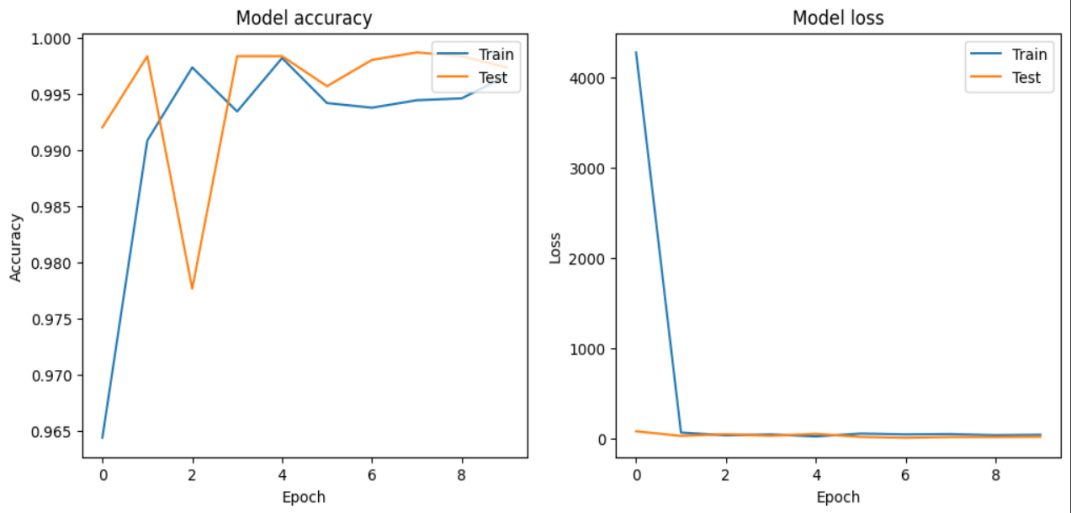 Model accuracy
1.000
0.995
0.990
0.985
0.980
0.975
0.970
0.965
Accuracy
0 2 4 6 8
Epoch
Train
Test
Model loss
4000
3000
2000
1000
0
Loss
0 2 4 6 8
Epoch
Train
Test